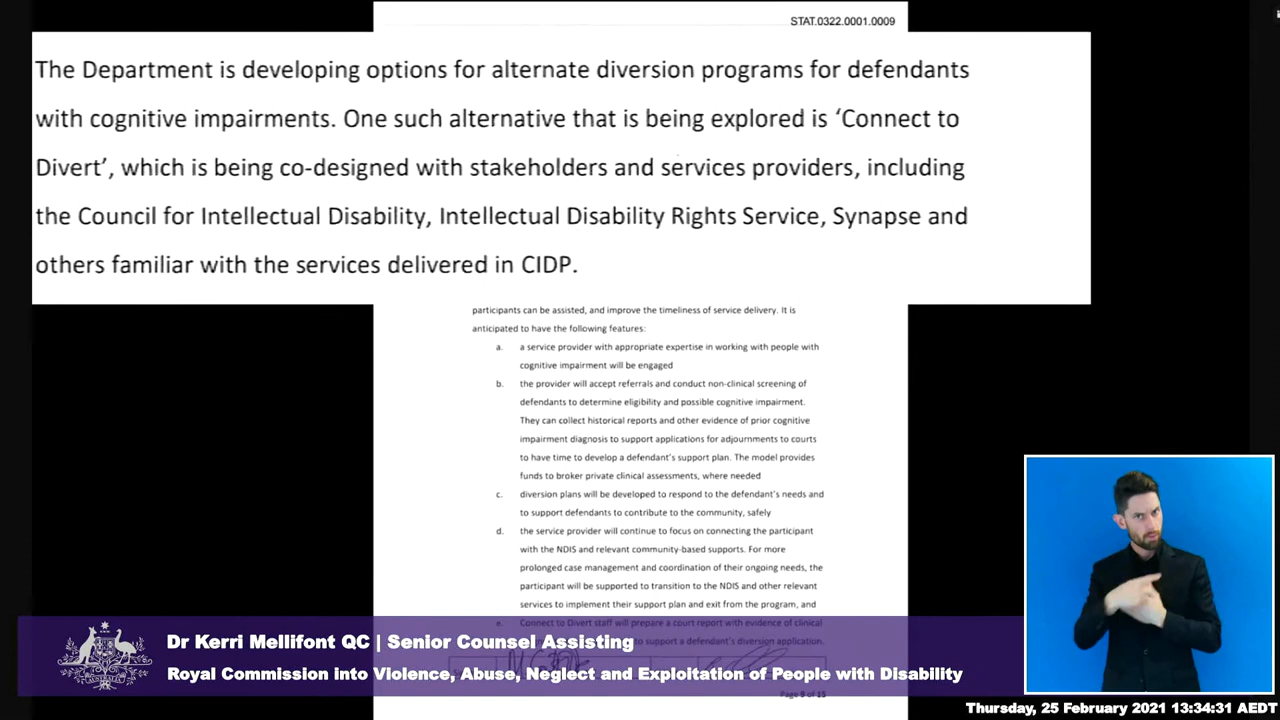 STAT.0322.0001.0009
The Department is developing options for alternate diversion programs for defendants
with cognitive impairments. One such alternative that is being explored is ‘Connect to
Divert’, which is being co-designed with stakeholders and services providers, including
the Council for Intellectual Disability, Intellectual Disability Rights Service, Synapse and
others familiar with the services delivered in CIDP.
participants can be assisted, and improve the timeliness of service delivery. It is
anticipated to have the following features:
a. a service provider with appropriate expertise in working with people with
cognitive impairment will be engaged
b. the provider will accept referrals and conduct non-clinical screening of
defendants to determine eligibility and possible cognitive impairment.
They can collect historical reports and other evidence of prior cognitive
impairment diagnosis to support applications for adjournments to courts
to have time to develop a defendant’s support plan. The model provides
funds to broker private clinical assessments, where needed
c. diversion plans will be developed to respond to the defendant’s needs and
to support defendants to contribute to the community, safely
d. the service provider will continue to focus on connecting the participant
with the NDIS and relevant community-based supports. For more
prolonged case management and coordination of their ongoing needs, the
participant will be supported to transition to the NDIS and other relevant
services to implement their support plan and exit from the program, and
e. Connect to Divert staff will prepare a court report with evidence of clinical
to support a defendant’s diversion application.
Page 9 of 15
Dr Kerri Mellifont QC | Senior Counsel Assisting
Royal Commission into Violence, Abuse, Neglect and Exploitation of People with Disability
Thursday, 25 February 2021 13:34:31 AEDT